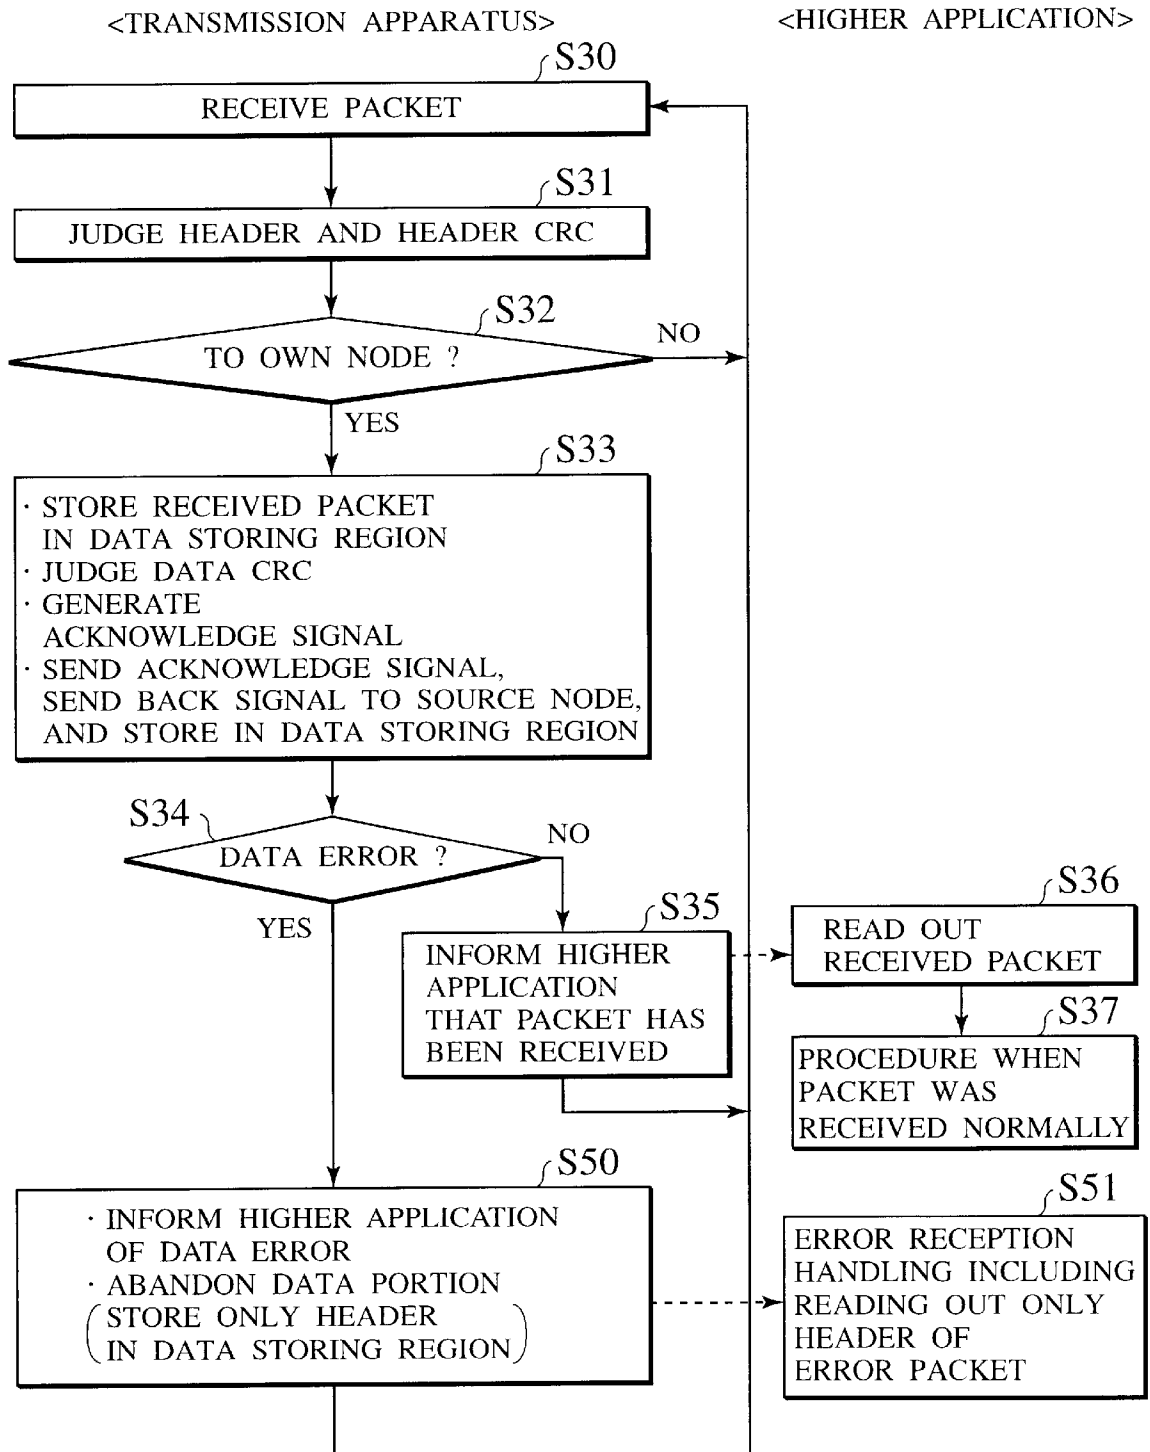 <TRANSMISSION APPARATUS>
<HIGHER APPLICATION>
S30
RECEIVE PACKET
S31
JUDGE HEADER AND HEADER CRC
S32
TO OWN NODE ?
NO
YES
S33
· STORE RECEIVED PACKET
IN DATA STORING REGION
· JUDGE DATA CRC
· GENERATE
ACKNOWLEDGE SIGNAL
· SEND ACKNOWLEDGE SIGNAL,
SEND BACK SIGNAL TO SOURCE NODE,
AND STORE IN DATA STORING REGION
S34
DATA ERROR ?
NO
YES
S35
INFORM HIGHER
APPLICATION
THAT PACKET HAS
BEEN RECEIVED
S36
READ OUT
RECEIVED PACKET
S37
PROCEDURE WHEN
PACKET WAS
RECEIVED NORMALLY
S50
· INFORM HIGHER APPLICATION
OF DATA ERROR
· ABANDON DATA PORTION
(STORE ONLY HEADER
IN DATA STORING REGION)
S51
ERROR RECEPTION
HANDLING INCLUDING
READING OUT ONLY
HEADER OF
ERROR PACKET